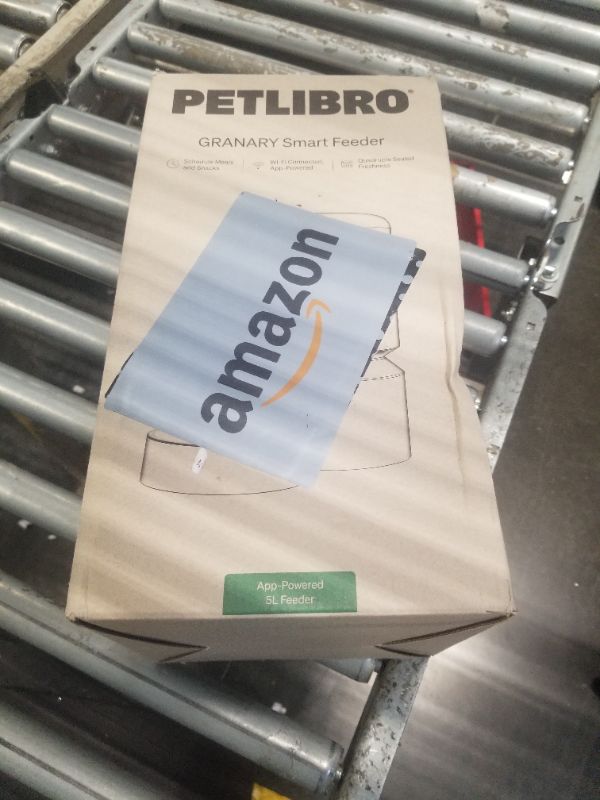 PETLIBRO®
GRANARY Smart Feeder
Schedule Meals
and Snacks
Wi-Fi Connected,
App-Powered
Quadruple Sealed
Freshness
amazon
App-Powered
5L Feeder